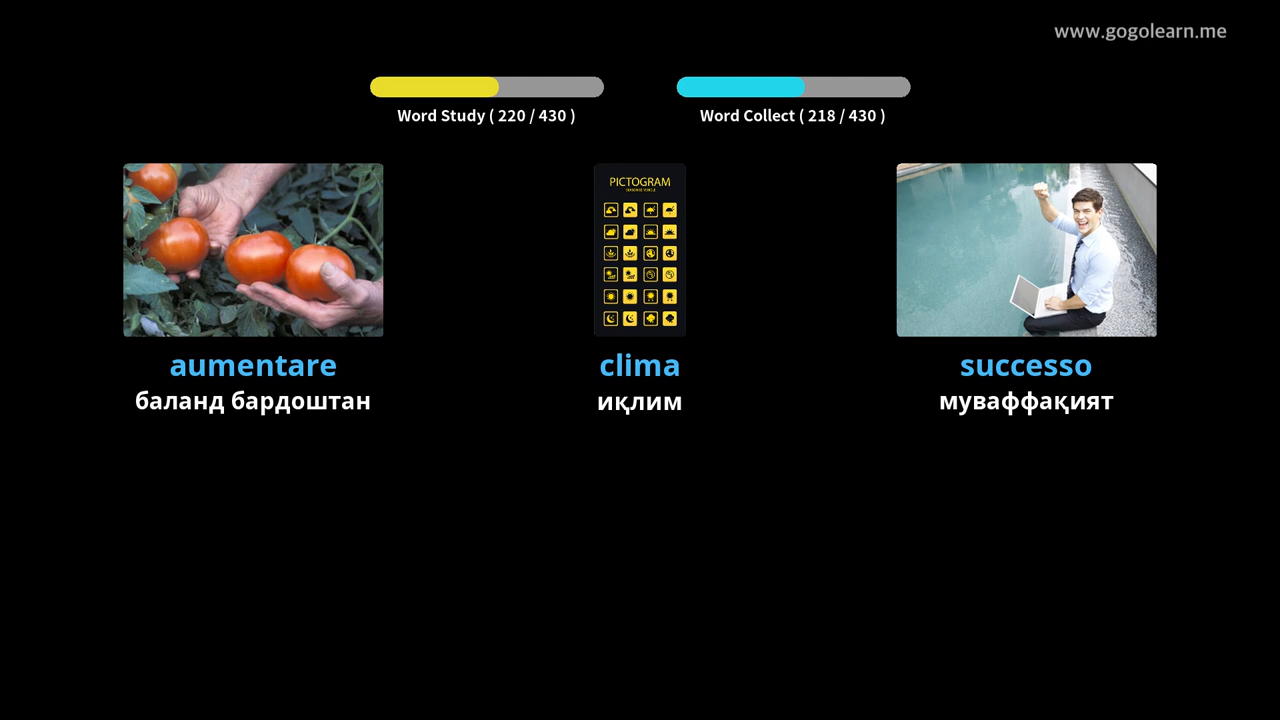 www.gogolearn.me
Word Study ( 220 / 430 )
Word Collect ( 218 / 430 )
PICTOGRAM
aumentare
баланд бардоштан
clima
иқлим
successo
муваффақият